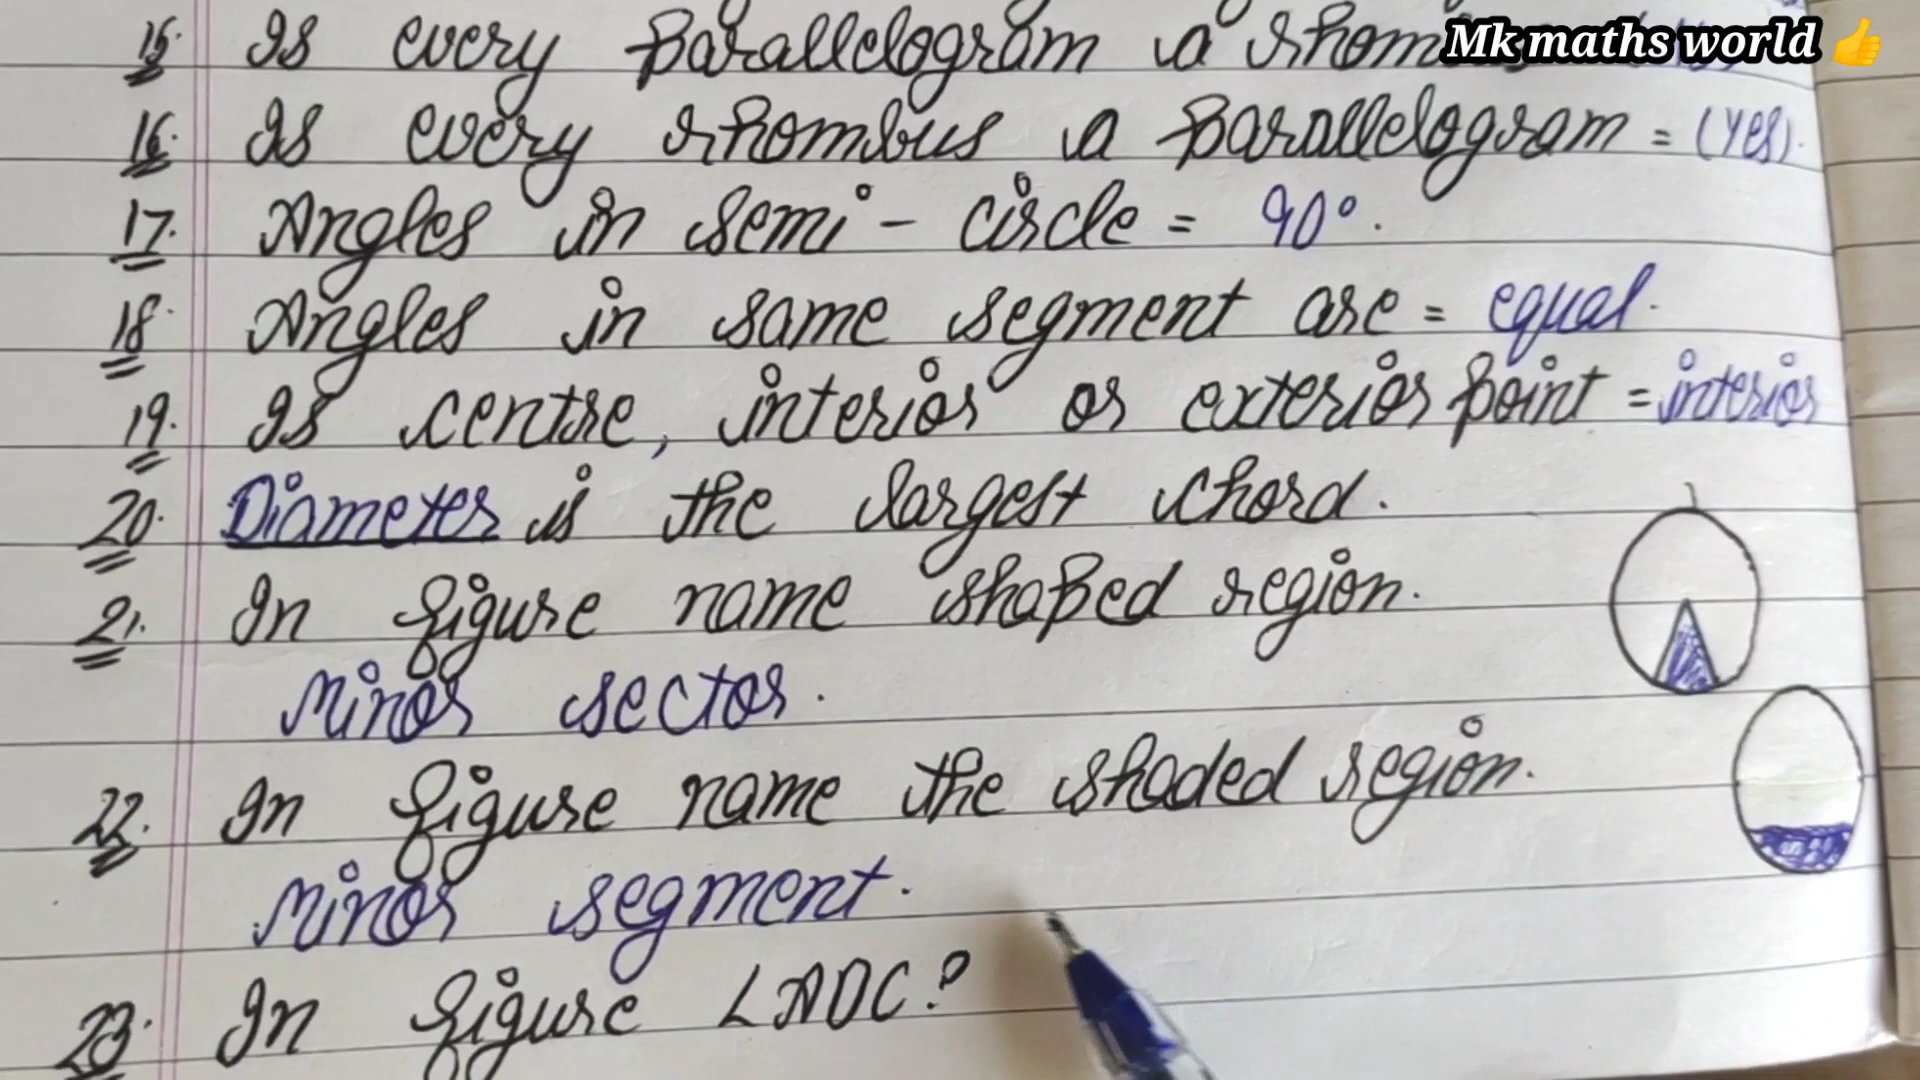 Mk maths world 👍
15. Is every parallelogram a
16. Is every rhombus a parallelogram = (Yes).
17. Angles in semi - circle = 90°.
18. Angles in same segment are = equal.
19. Is centre, interior or exterior point = interior
20. Diameter is the largest chord.
21. In figure name shaped region.
Minor sector.
22. In figure name the shaded region.
Minor segment.
23. In figure ∠ADC?